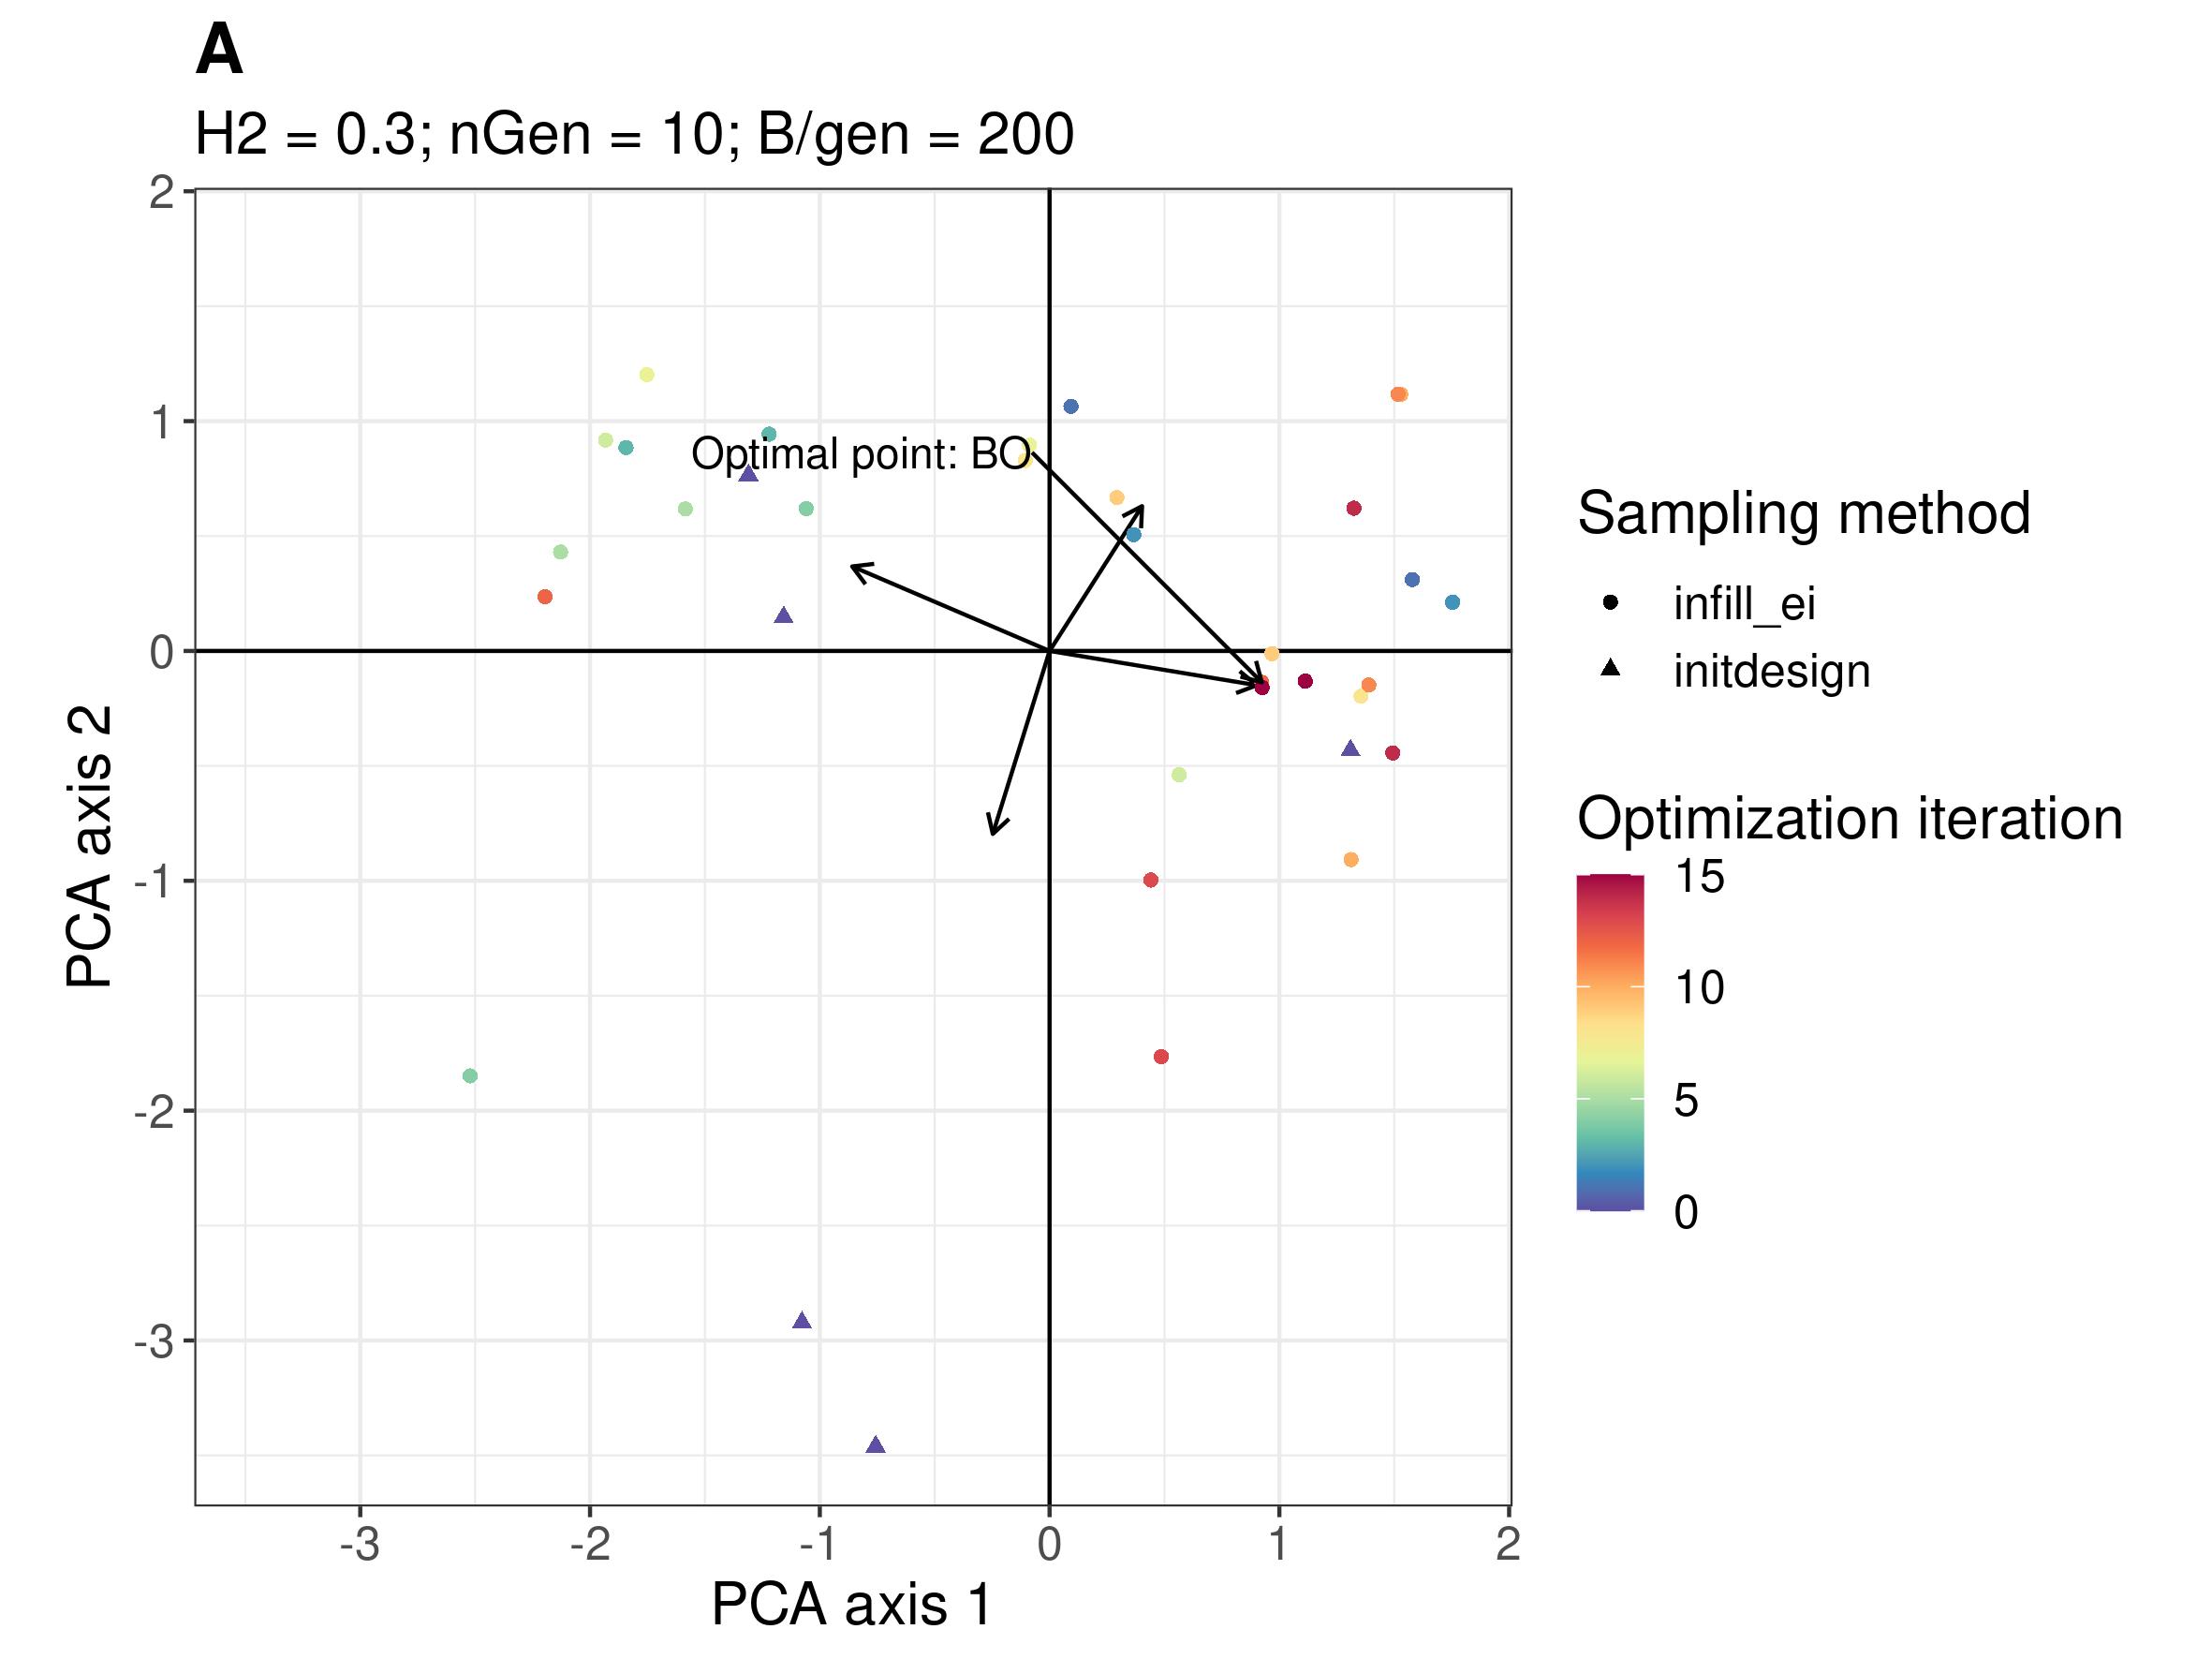 A
H2 = 0.3; nGen = 10; B/gen = 200
2
1
0
-1
-2
-3
PCA axis 2
Optimal point: BO
-3
-2
-1
0
1
2
PCA axis 1
Sampling method
infill_ei
initdesign
Optimization iteration
15
10
5
0